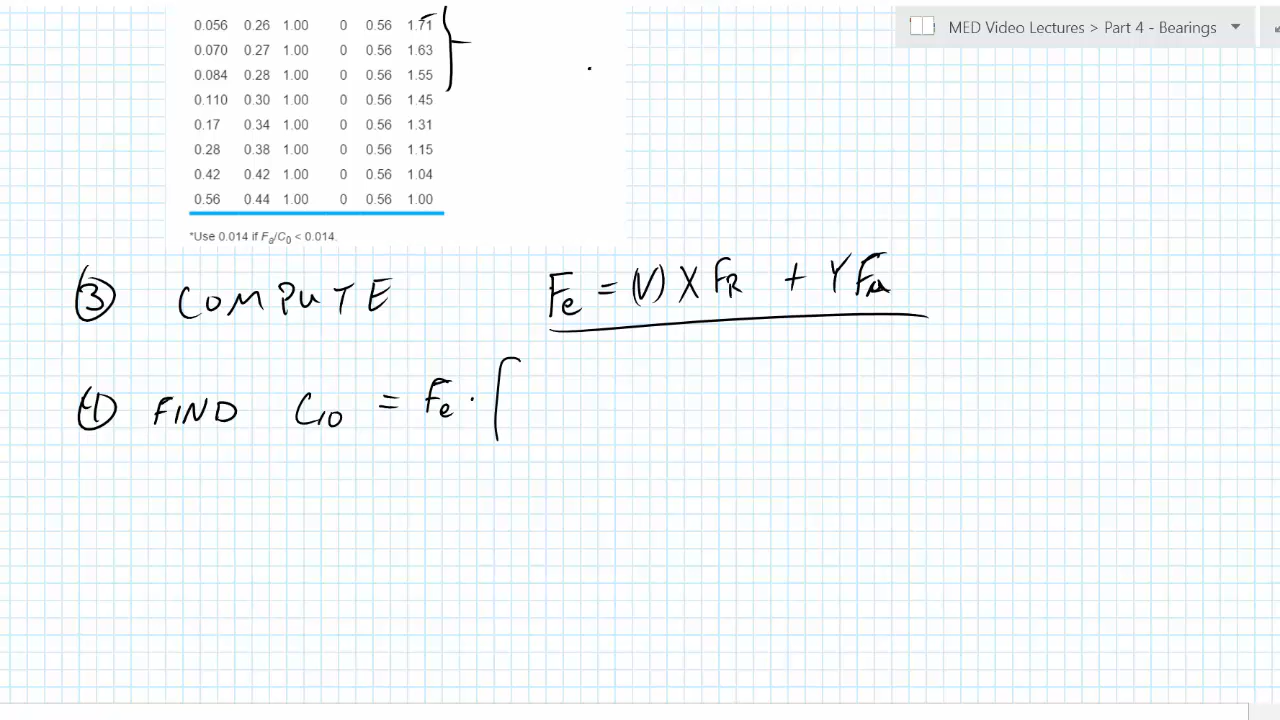 MED Video Lectures > Part 4 - Bearings
0.056 0.26 1.00 0 0.56 1.71
0.070 0.27 1.00 0 0.56 1.63
0.084 0.28 1.00 0 0.56 1.55
0.110 0.30 1.00 0 0.56 1.45
0.17 0.34 1.00 0 0.56 1.31
0.28 0.38 1.00 0 0.56 1.15
0.42 0.42 1.00 0 0.56 1.04
0.56 0.44 1.00 0 0.56 1.00
*Use 0.014 if Fa/C0 < 0.014.
③ COMPUTE Fe = (V) X FR + Y Fa
④ FIND C10 = Fe · [